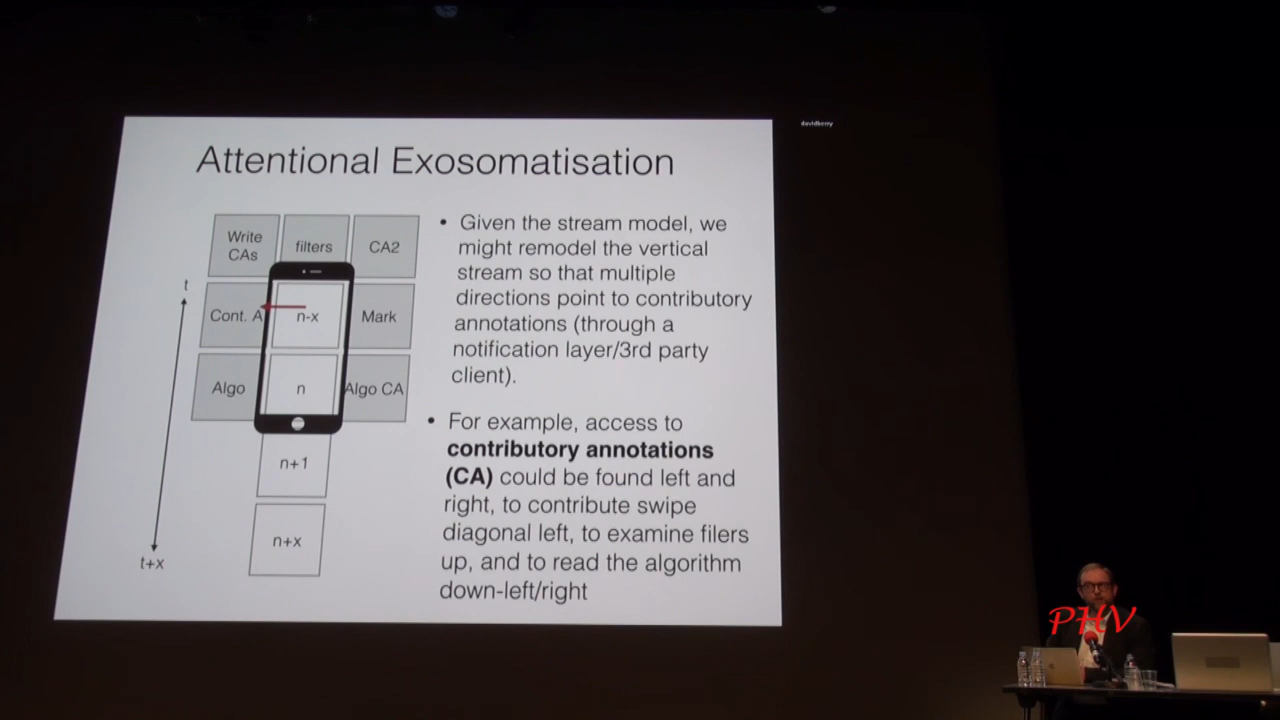 davidberry
Attentional Exosomatisation
Write
CAs
filters
CA2
t
Cont. A
n-x
Mark
Algo
n
Algo CA
n+1
n+x
t+x
• Given the stream model, we
might remodel the vertical
stream so that multiple
directions point to contributory
annotations (through a
notification layer/3rd party
client).
• For example, access to
contributory annotations
(CA) could be found left and
right, to contribute swipe
diagonal left, to examine filers
up, and to read the algorithm
down-left/right
PHV